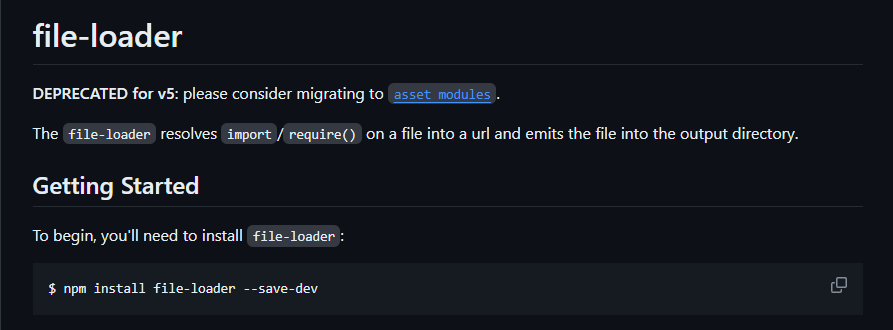 file-loader
DEPRECATED for v5: please consider migrating to asset modules.
The file-loader resolves import/require() on a file into a url and emits the file into the output directory.
Getting Started
To begin, you'll need to install file-loader:
$ npm install file-loader --save-dev